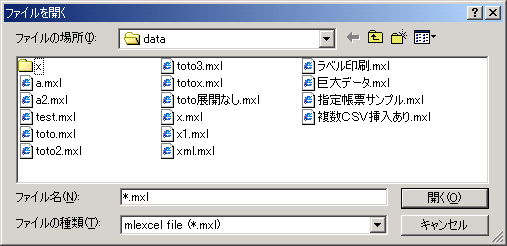 ファイルを開く
ファイルの場所(I):
data
x
a.mxl
a2.mxl
test.mxl
toto.mxl
toto2.mxl
toto3.mxl
totox.mxl
toto展開なし.mxl
x.mxl
x1.mxl
xml.mxl
ラベル印刷.mxl
巨大データ.mxl
指定帳票サンプル.mxl
複数CSV挿入あり.mxl
ファイル名(N):
*.mxl
開く(O)
ファイルの種類(T):
mlexcel file (*.mxl)
キャンセル